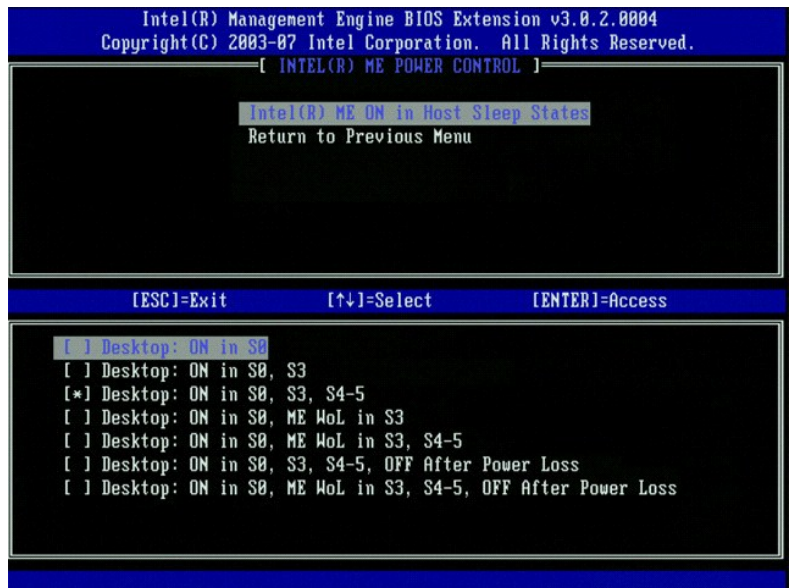 Intel(R) Management Engine BIOS Extension v3.0.2.0004
Copyright(C) 2003-07 Intel Corporation. All Rights Reserved.
[ INTEL(R) ME POWER CONTROL ]
Intel(R) ME ON in Host Sleep States
Return to Previous Menu
[ESC]=Exit [↑↓]=Select [ENTER]=Access
[ ] Desktop: ON in S0
[ ] Desktop: ON in S0, S3
[*] Desktop: ON in S0, S3, S4-5
[ ] Desktop: ON in S0, ME WoL in S3
[ ] Desktop: ON in S0, ME WoL in S3, S4-5
[ ] Desktop: ON in S0, S3, S4-5, OFF After Power Loss
[ ] Desktop: ON in S0, ME WoL in S3, S4-5, OFF After Power Loss